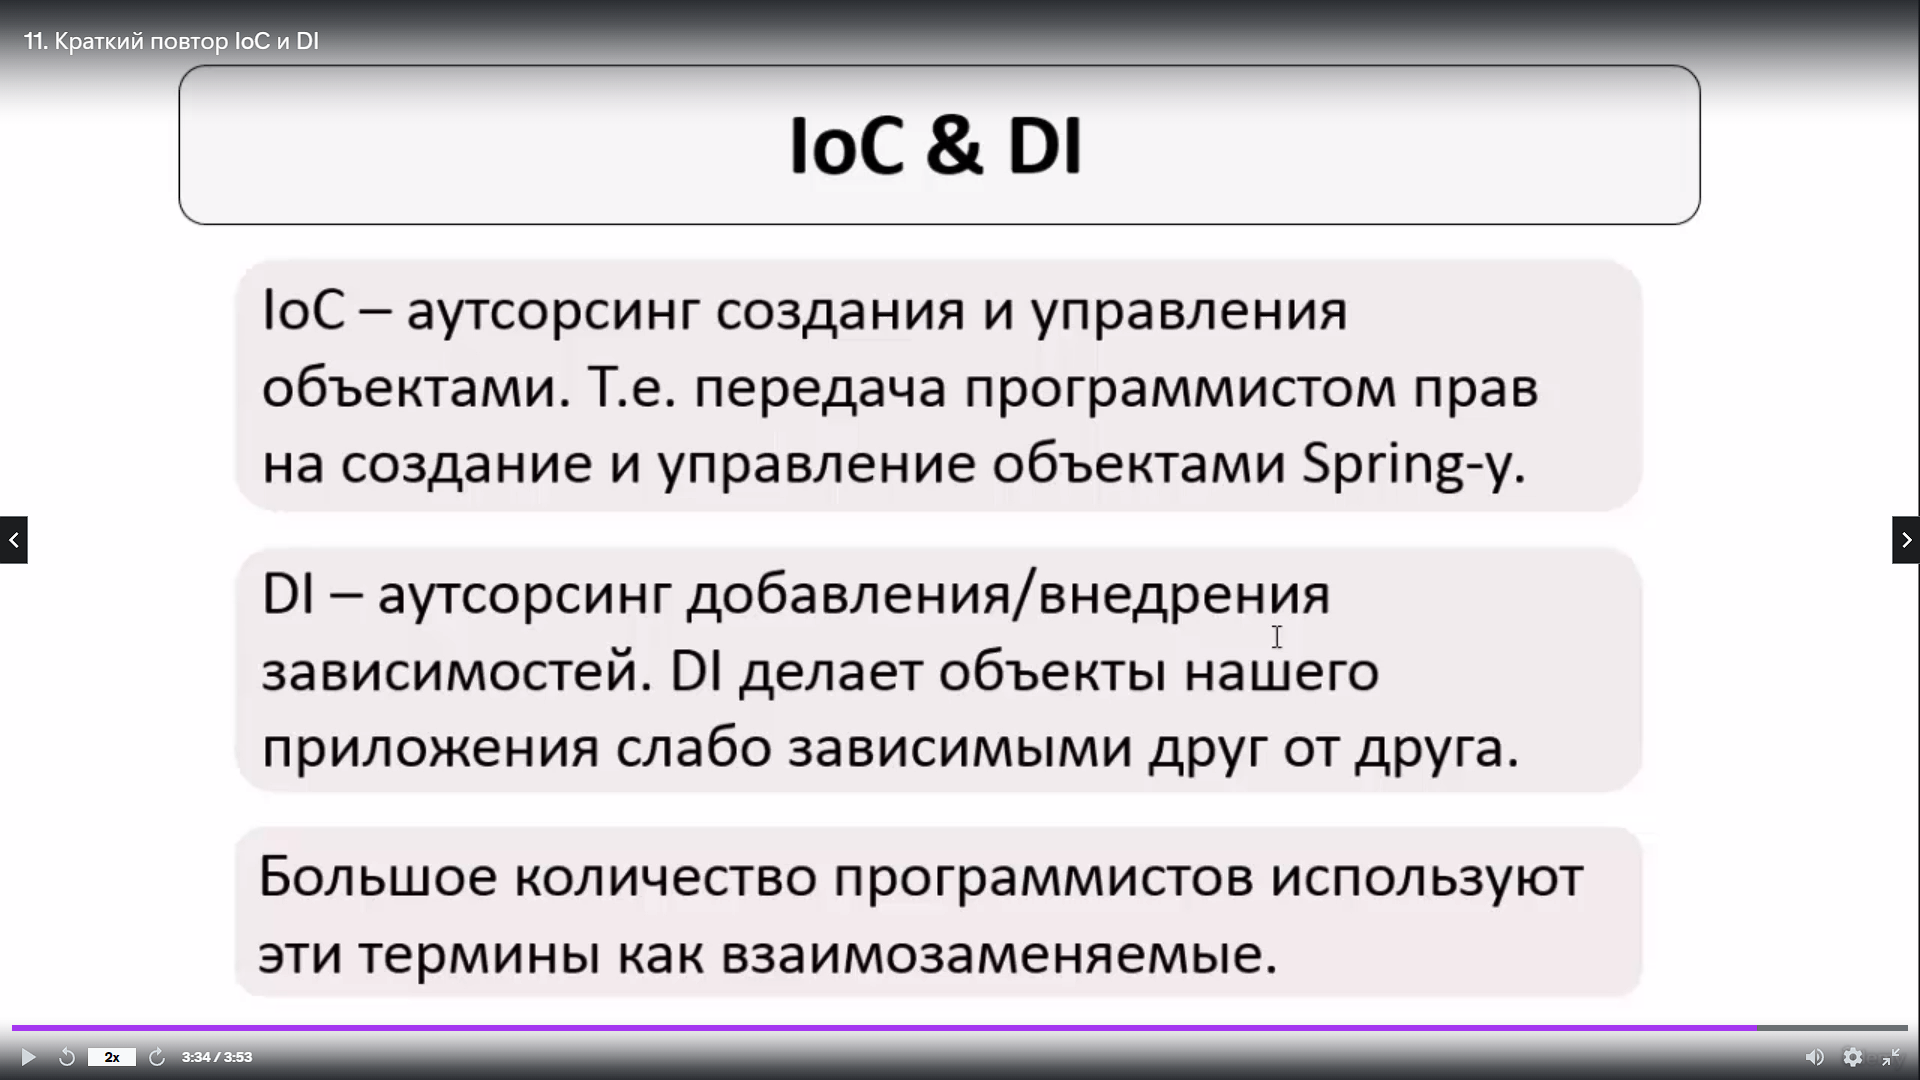 11. Краткий повтор IoC и DI
IoC & DI
IoC – аутсорсинг создания и управления
объектами. Т.е. передача программистом прав
на создание и управление объектами Spring-у.
DI – аутсорсинг добавления/внедрения
зависимостей. DI делает объекты нашего
приложения слабо зависимыми друг от друга.
Большое количество программистов используют
эти термины как взаимозаменяемые.
2x
3:34 / 3:53